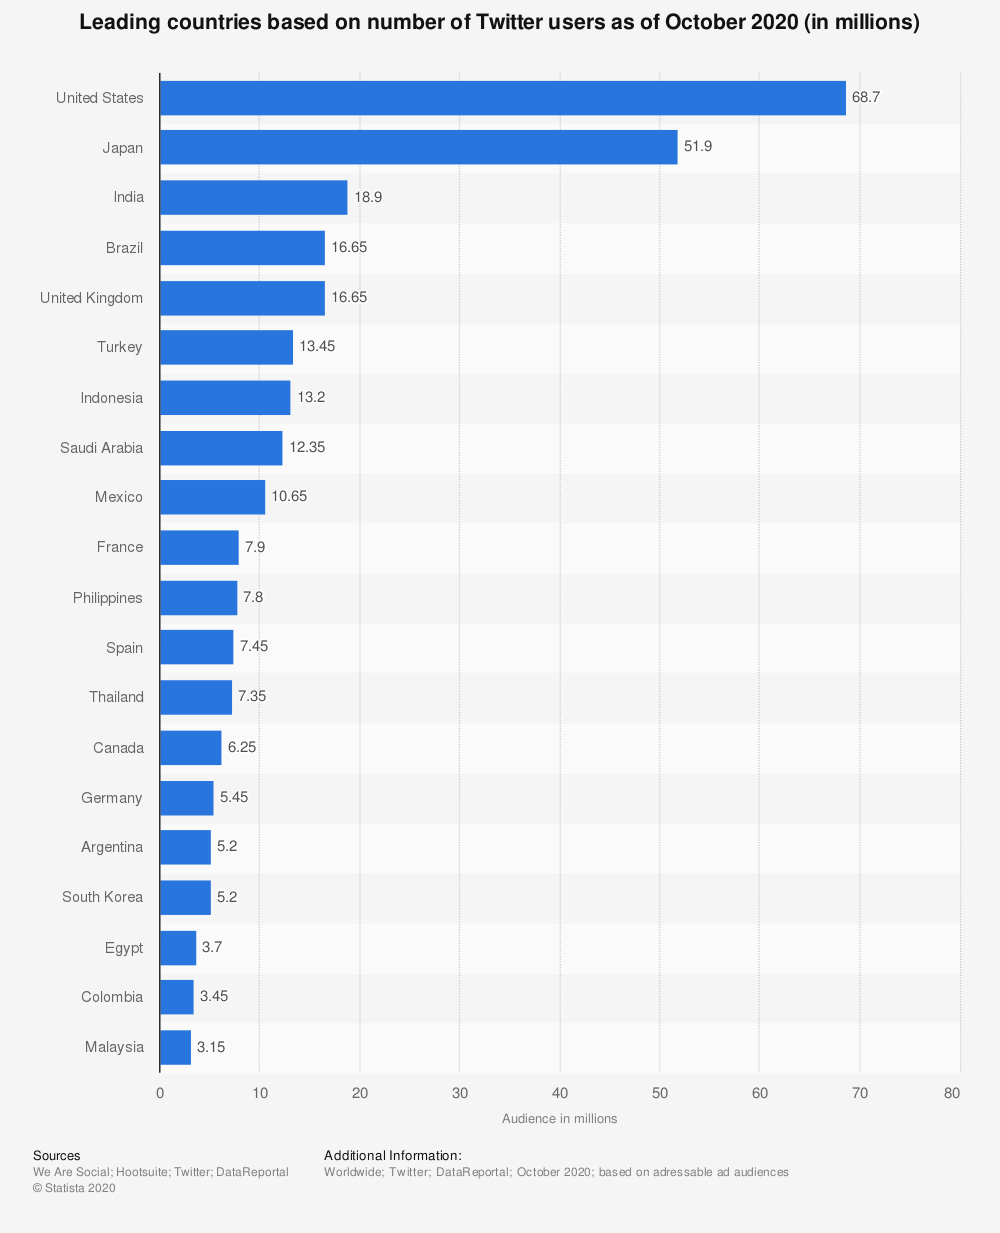 Leading countries based on number of Twitter users as of October 2020 (in millions)
United States 68.7
Japan 51.9
India 18.9
Brazil 16.65
United Kingdom 16.65
Turkey 13.45
Indonesia 13.2
Saudi Arabia 12.35
Mexico 10.65
France 7.9
Philippines 7.8
Spain 7.45
Thailand 7.35
Canada 6.25
Germany 5.45
Argentina 5.2
South Korea 5.2
Egypt 3.7
Colombia 3.45
Malaysia 3.15
0 10 20 30 40 50 60 70 80
Audience in millions
Sources
We Are Social; Hootsuite; Twitter; DataReportal
© Statista 2020
Additional Information:
Worldwide; Twitter; DataReportal; October 2020; based on adressable ad audiences